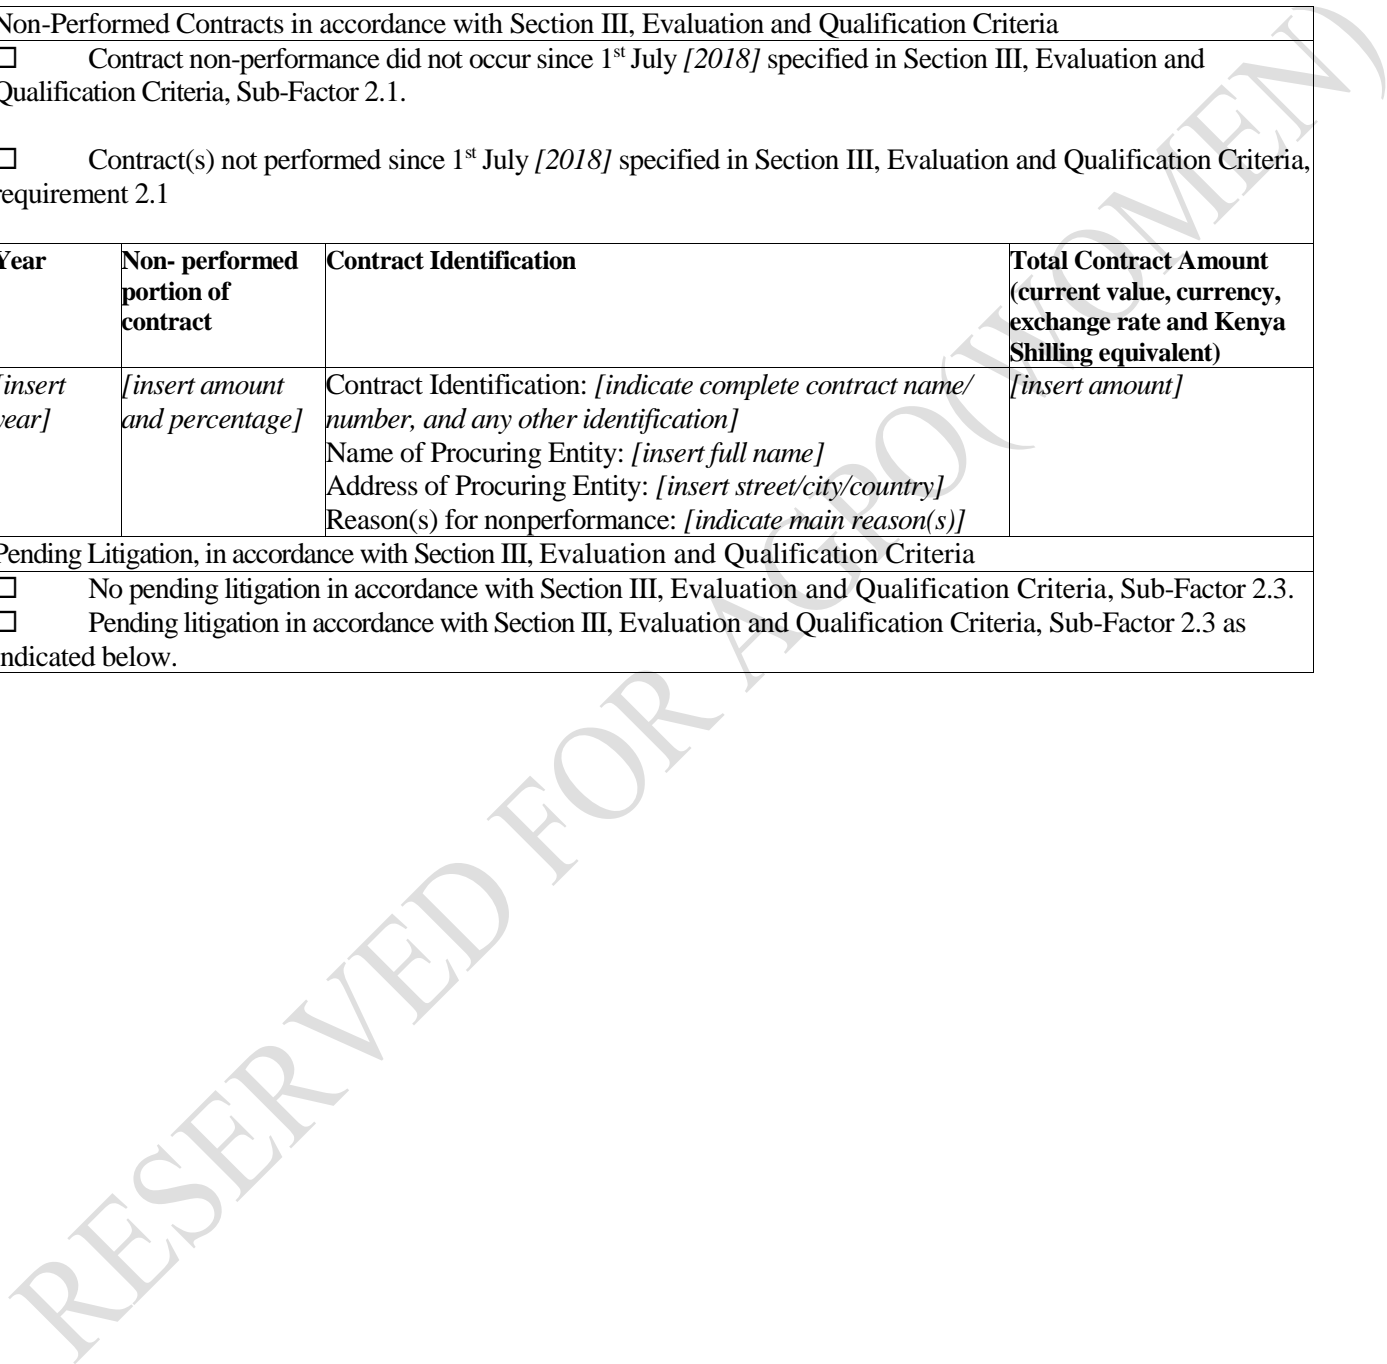 Non-Performed Contracts in accordance with Section III, Evaluation and Qualification Criteria
☐ Contract non-performance did not occur since 1st July [2018] specified in Section III, Evaluation and
Qualification Criteria, Sub-Factor 2.1.
☐ Contract(s) not performed since 1st July [2018] specified in Section III, Evaluation and Qualification Criteria,
requirement 2.1
Year
Non- performed
portion of
contract
Contract Identification
Total Contract Amount
(current value, currency,
exchange rate and Kenya
Shilling equivalent)
[insert
year]
[insert amount
and percentage]
Contract Identification: [indicate complete contract name/
number, and any other identification]
Name of Procuring Entity: [insert full name]
Address of Procuring Entity: [insert street/city/country]
Reason(s) for nonperformance: [indicate main reason(s)]
[insert amount]
Pending Litigation, in accordance with Section III, Evaluation and Qualification Criteria
☐ No pending litigation in accordance with Section III, Evaluation and Qualification Criteria, Sub-Factor 2.3.
☐ Pending litigation in accordance with Section III, Evaluation and Qualification Criteria, Sub-Factor 2.3 as
indicated below.
RESERVED FOR AGPO(WOMEN)